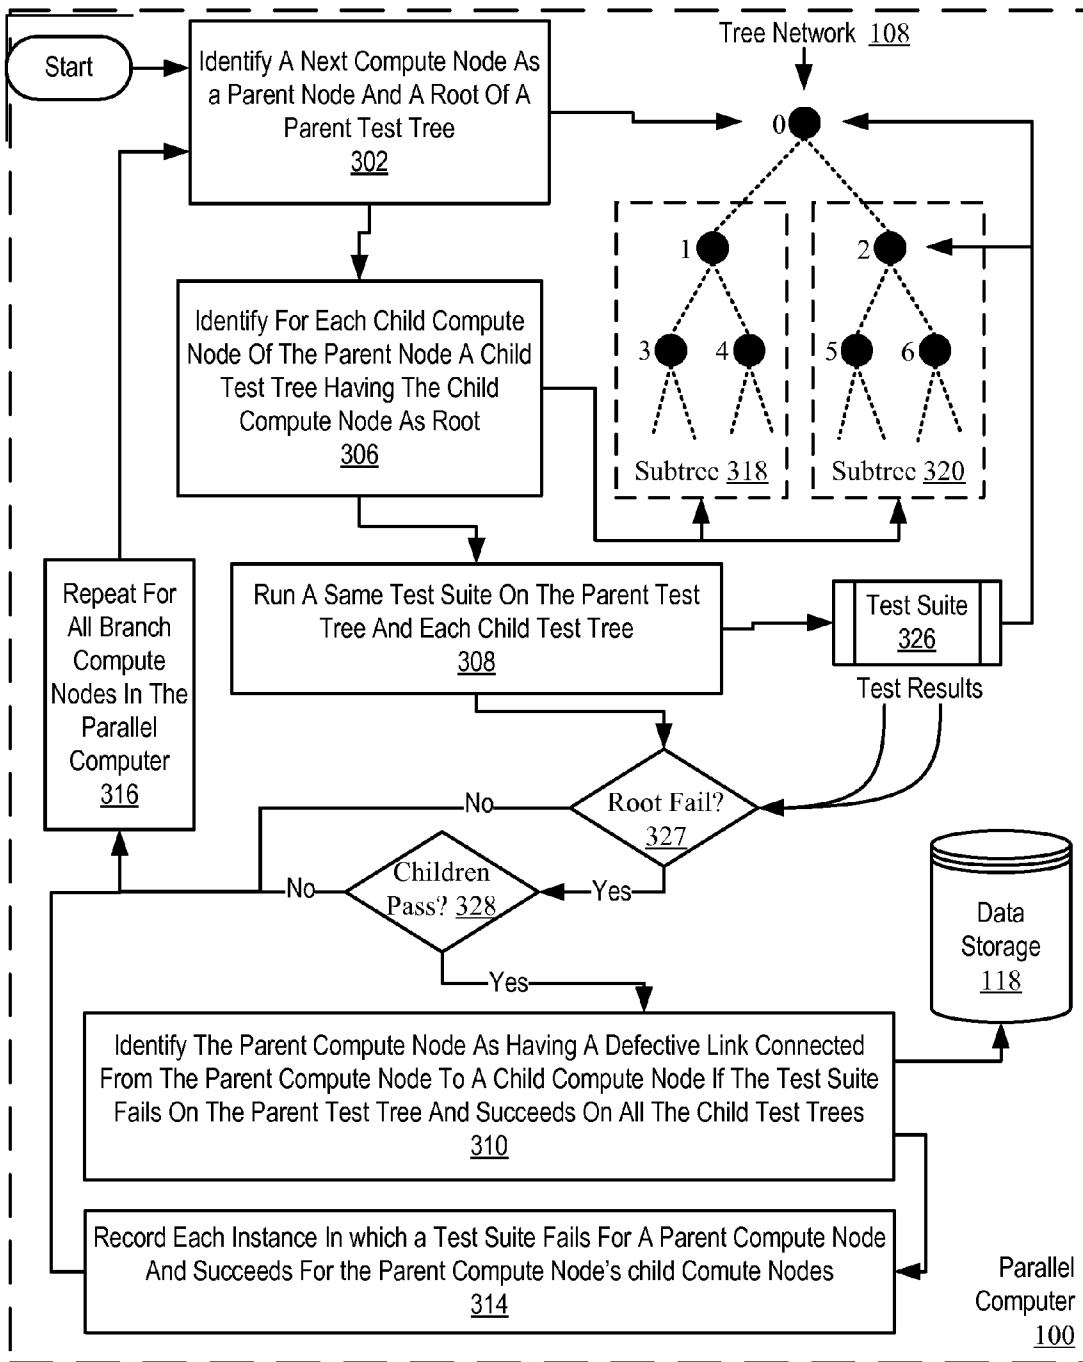 Start
Identify A Next Compute Node As
a Parent Node And A Root Of A
Parent Test Tree
302
Tree Network 108
0
1
2
3
4
5
6
Subtree 318
Subtree 320
Identify For Each Child Compute
Node Of The Parent Node A Child
Test Tree Having The Child
Compute Node As Root
306
Run A Same Test Suite On The Parent Test
Tree And Each Child Test Tree
308
Test Suite
326
Test Results
Repeat For
All Branch
Compute
Nodes In The
Parallel
Computer
316
Root Fail?
327
No
Yes
Children
Pass? 328
No
Yes
Data
Storage
118
Identify The Parent Compute Node As Having A Defective Link Connected
From The Parent Compute Node To A Child Compute Node If The Test Suite
Fails On The Parent Test Tree And Succeeds On All The Child Test Trees
310
Record Each Instance In which a Test Suite Fails For A Parent Compute Node
And Succeeds For the Parent Compute Node's child Comute Nodes
314
Parallel
Computer
100